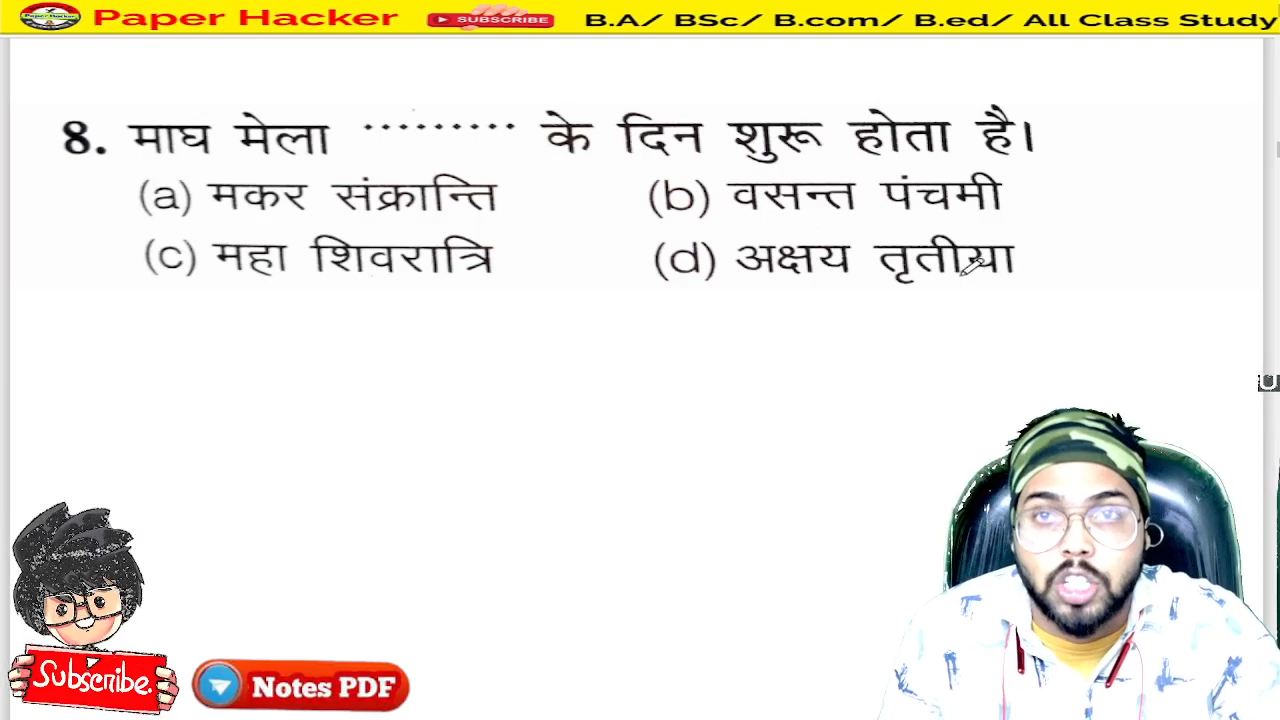 Paper Hacker
SUBSCRIBE
B.A/ BSc/ B.com/ B.ed/ All Class Study
8. माघ मेला ......... के दिन शुरू होता है।
(a) मकर संक्रान्ति (b) वसन्त पंचमी
(c) महा शिवरात्रि (d) अक्षय तृतीया
Subscribe.
Notes PDF